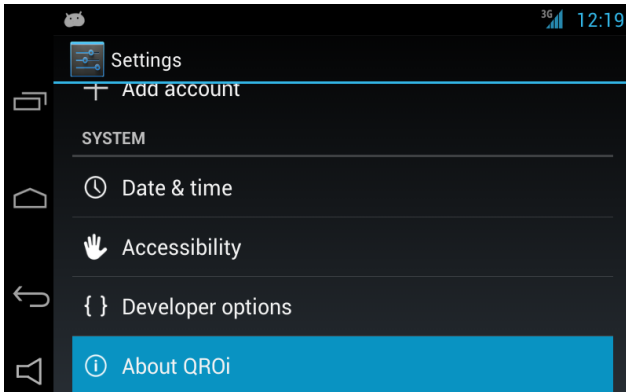 3G 12:19
Settings
Add account
SYSTEM
Date & time
Accessibility
{ } Developer options
About QROi